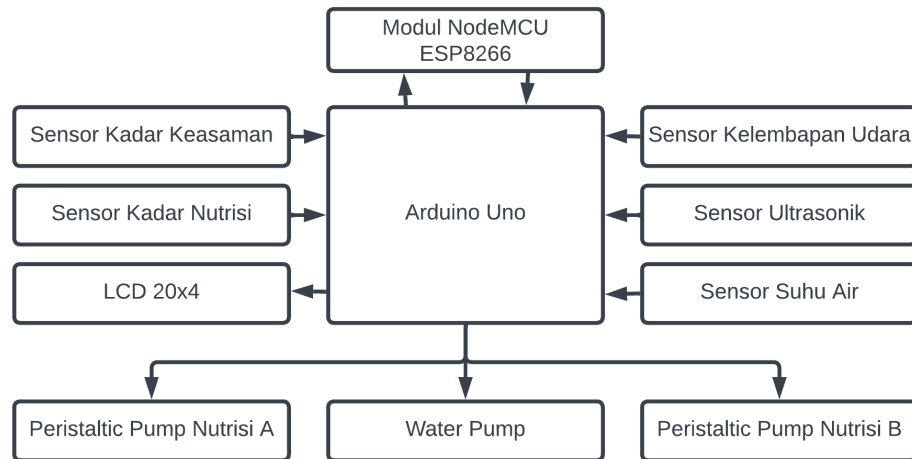 Modul NodeMCU
ESP8266
Sensor Kadar Keasaman
Sensor Kelembapan Udara
Sensor Kadar Nutrisi
Arduino Uno
Sensor Ultrasonik
LCD 20x4
Sensor Suhu Air
Peristaltic Pump Nutrisi A
Water Pump
Peristaltic Pump Nutrisi B